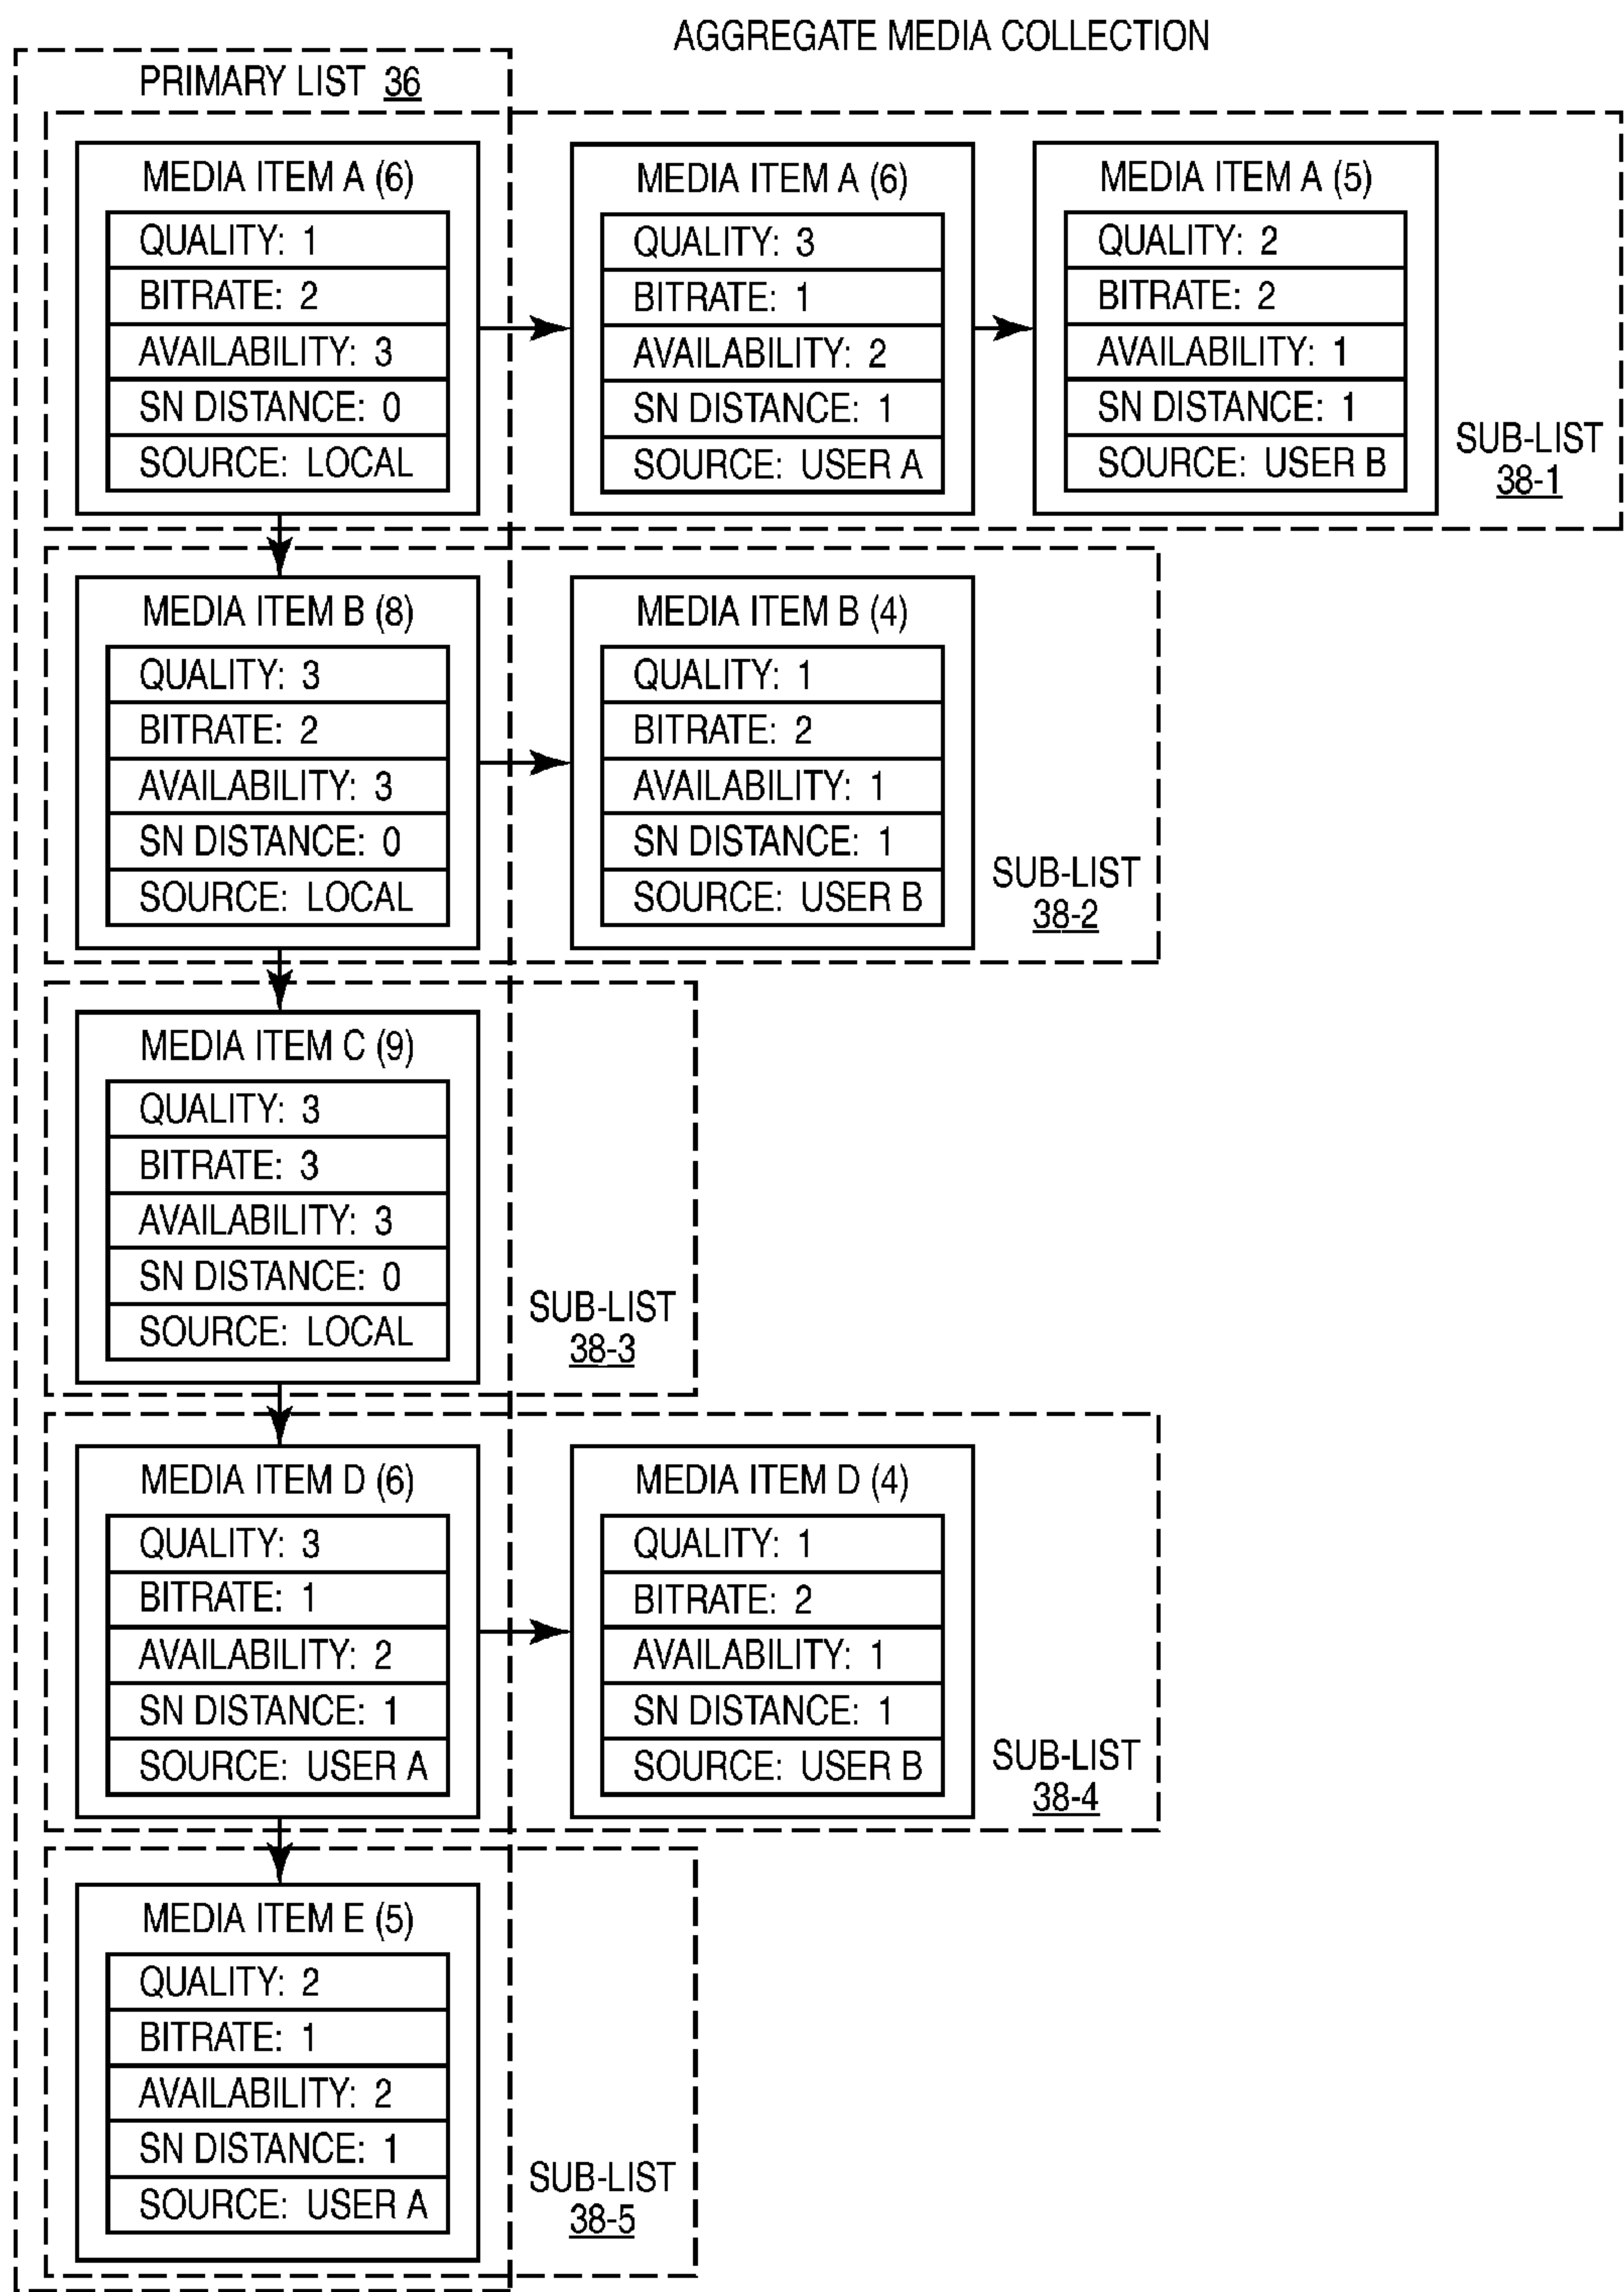 AGGREGATE MEDIA COLLECTION
PRIMARY LIST 36
MEDIA ITEM A (6)
QUALITY: 1
BITRATE: 2
AVAILABILITY: 3
SN DISTANCE: 0
SOURCE: LOCAL
MEDIA ITEM A (6)
QUALITY: 3
BITRATE: 1
AVAILABILITY: 2
SN DISTANCE: 1
SOURCE: USER A
MEDIA ITEM A (5)
QUALITY: 2
BITRATE: 2
AVAILABILITY: 1
SN DISTANCE: 1
SOURCE: USER B
SUB-LIST
38-1
MEDIA ITEM B (8)
QUALITY: 3
BITRATE: 2
AVAILABILITY: 3
SN DISTANCE: 0
SOURCE: LOCAL
MEDIA ITEM B (4)
QUALITY: 1
BITRATE: 2
AVAILABILITY: 1
SN DISTANCE: 1
SOURCE: USER B
SUB-LIST
38-2
MEDIA ITEM C (9)
QUALITY: 3
BITRATE: 3
AVAILABILITY: 3
SN DISTANCE: 0
SOURCE: LOCAL
SUB-LIST
38-3
MEDIA ITEM D (6)
QUALITY: 3
BITRATE: 1
AVAILABILITY: 2
SN DISTANCE: 1
SOURCE: USER A
MEDIA ITEM D (4)
QUALITY: 1
BITRATE: 2
AVAILABILITY: 1
SN DISTANCE: 1
SOURCE: USER B
SUB-LIST
38-4
MEDIA ITEM E (5)
QUALITY: 2
BITRATE: 1
AVAILABILITY: 2
SN DISTANCE: 1
SOURCE: USER A
SUB-LIST
38-5